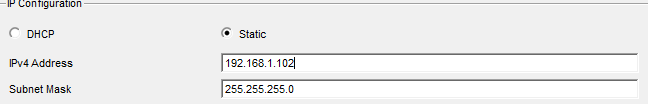 IP Configuration
DHCP Static
IPv4 Address 192.168.1.102
Subnet Mask 255.255.255.0